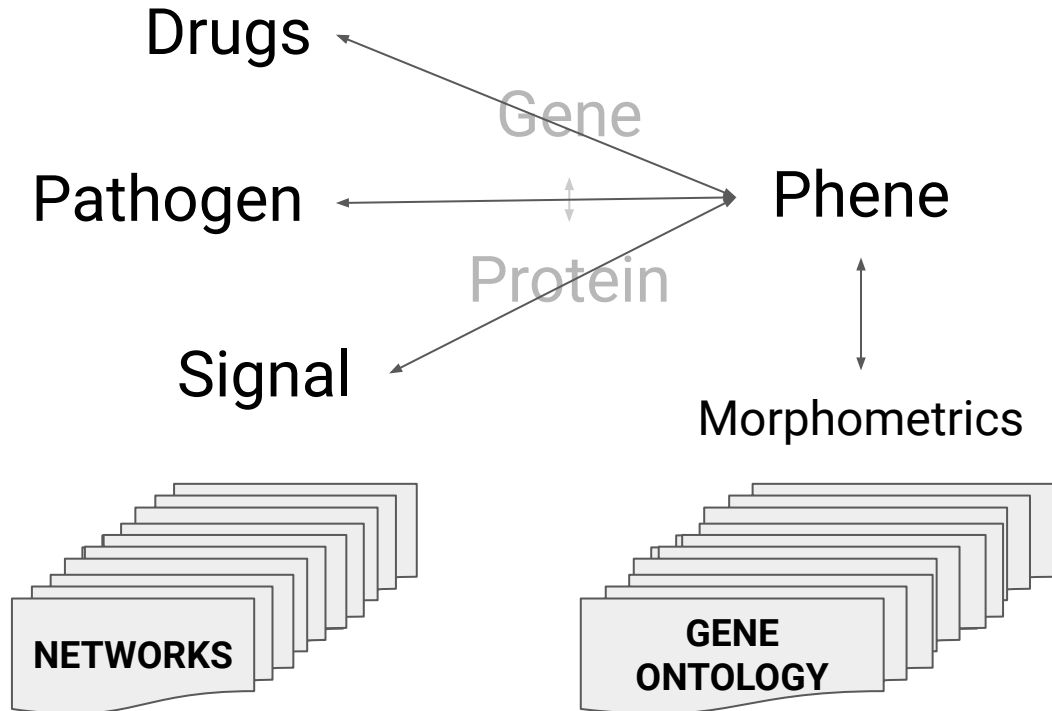 Drugs
Gene
Pathogen
Phene
Protein
Signal
Morphometrics
NETWORKS
GENE
ONTOLOGY